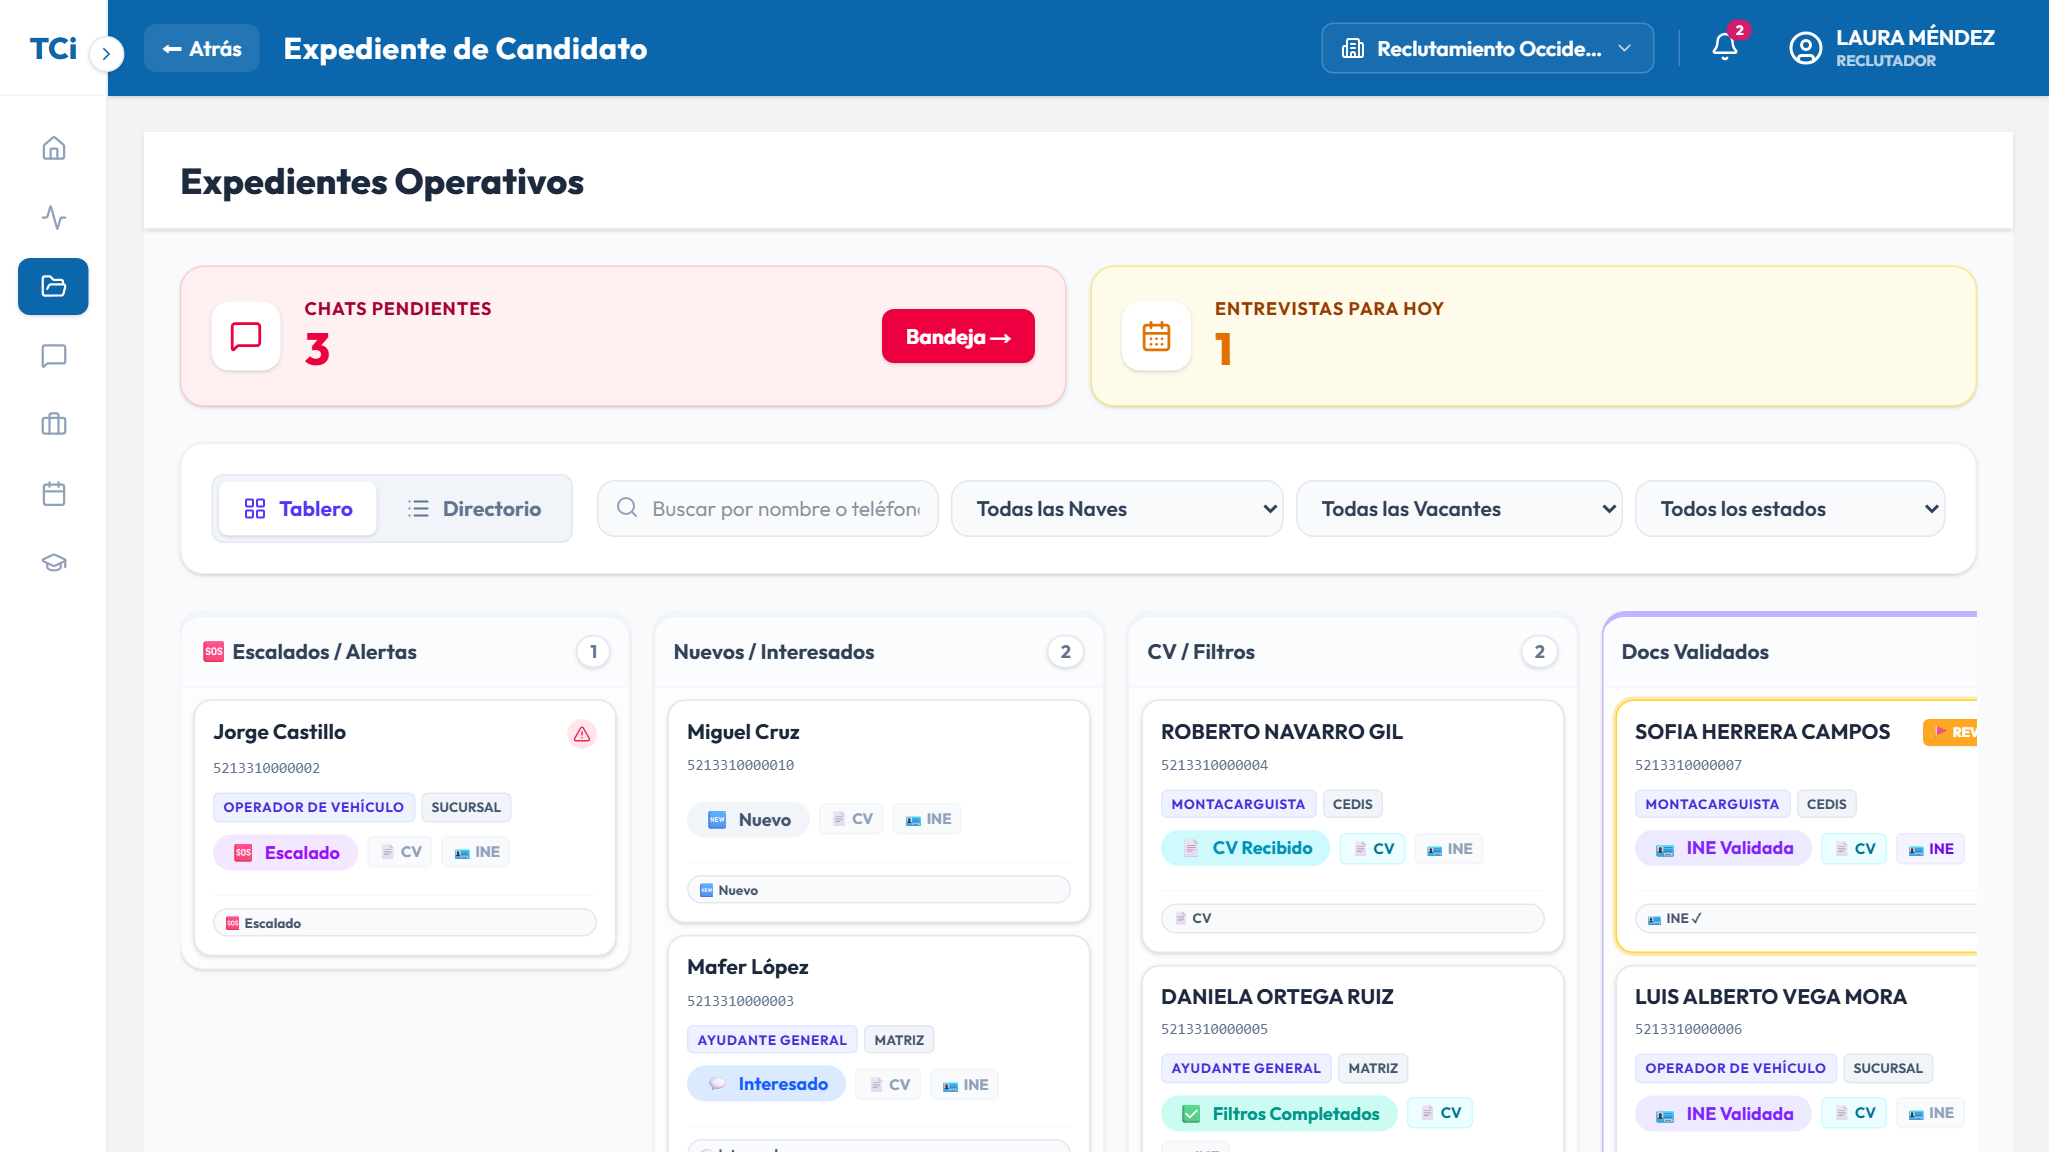 TCi
← Atrás
Expediente de Candidato
Reclutamiento Occide...
2
LAURA MÉNDEZ
RECLUTADOR
Expedientes Operativos
CHATS PENDIENTES
3
Bandeja →
ENTREVISTAS PARA HOY
1
Tablero
Directorio
Buscar por nombre o teléfon
Todas las Naves
Todas las Vacantes
Todos los estados
SOS Escalados / Alertas
1
Jorge Castillo
5213310000002
OPERADOR DE VEHÍCULO
SUCURSAL
SOS Escalado
CV
INE
SOS Escalado
Nuevos / Interesados
2
Miguel Cruz
5213310000010
NEW Nuevo
CV
INE
NEW Nuevo
Mafer López
5213310000003
AYUDANTE GENERAL
MATRIZ
Interesado
CV
INE
CV / Filtros
2
ROBERTO NAVARRO GIL
5213310000004
MONTACARGUISTA
CEDIS
CV Recibido
CV
INE
CV
DANIELA ORTEGA RUIZ
5213310000005
AYUDANTE GENERAL
MATRIZ
Filtros Completados
CV
Docs Validados
SOFIA HERRERA CAMPOS
REV
5213310000007
MONTACARGUISTA
CEDIS
INE Validada
CV
INE
INE ✓
LUIS ALBERTO VEGA MORA
5213310000006
OPERADOR DE VEHÍCULO
SUCURSAL
INE Validada
CV
INE